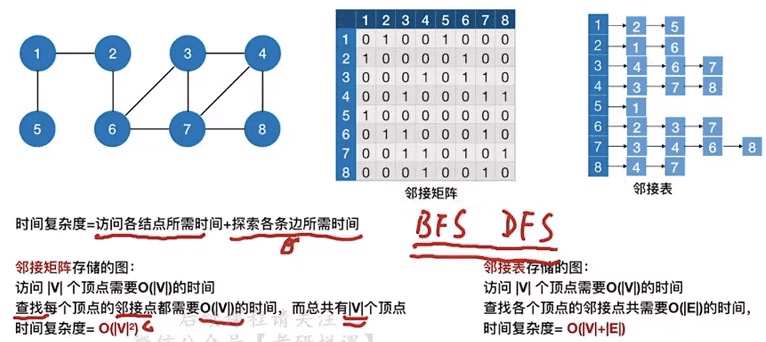 1 2 3 4
5 6 7 8
1 2 3 4 5 6 7 8
1 0 1 0 0 1 0 0 0
2 1 0 0 0 0 1 0 0
3 0 0 0 1 0 1 1 0
4 0 0 1 0 0 0 1 1
5 1 0 0 0 0 0 0 0
6 0 1 1 0 0 0 1 0
7 0 0 1 1 0 1 0 1
8 0 0 0 1 0 0 1 0
邻接矩阵
1 2 5
2 1 6
3 4 6 7
4 3 7 8
5 1
6 2 3 7
7 3 4 6 8
8 4 7
邻接表
时间复杂度=访问各结点所需时间+探索各条边所需时间
BFS DFS
邻接矩阵存储的图：
访问 |V| 个顶点需要O(|V|)的时间
查找每个顶点的邻接点都需要O(|V|)的时间，而总共有|V|个顶点
时间复杂度= O(|V|²)
邻接表存储的图：
访问 |V| 个顶点需要O(|V|)的时间
查找各个顶点的邻接点共需要O(|E|)的时间，
时间复杂度= O(|V|+|E|)